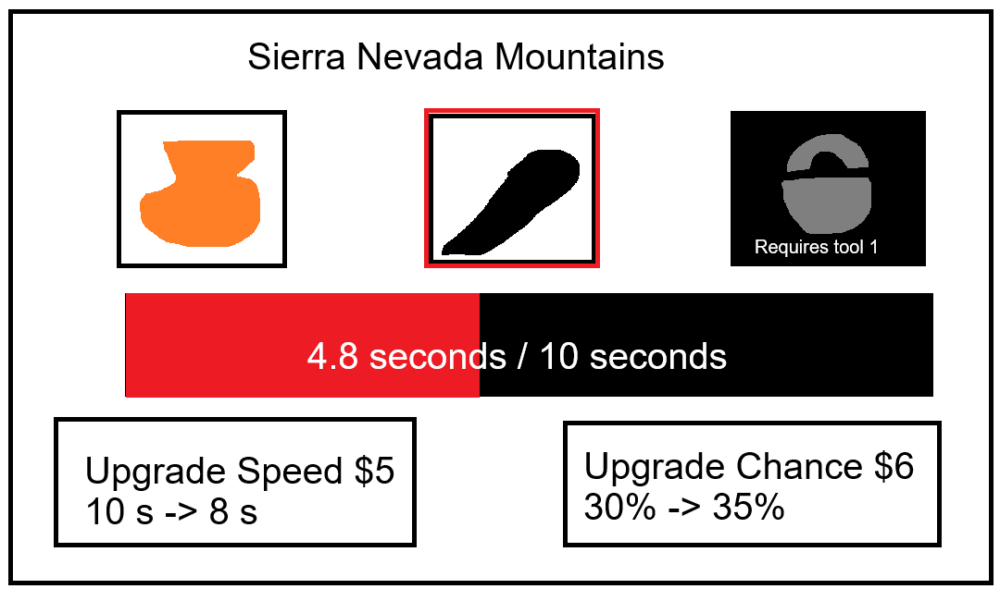 Sierra Nevada Mountains
Requires tool 1
4.8 seconds / 10 seconds
Upgrade Speed $5
10 s -> 8 s
Upgrade Chance $6
30% -> 35%